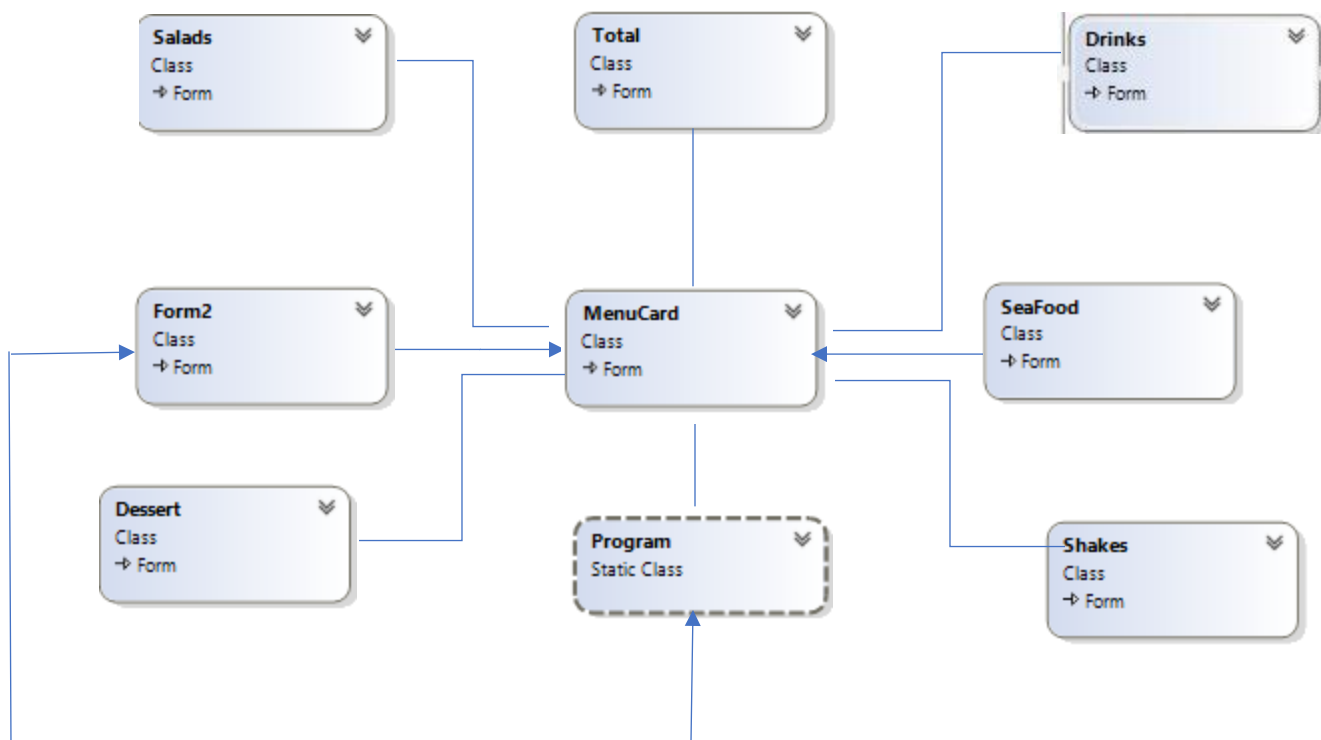 Salads
Class
Form
Total
Class
Form
Drinks
Class
Form
Form2
Class
Form
MenuCard
Class
Form
SeaFood
Class
Form
Dessert
Class
Form
Program
Static Class
Shakes
Class
Form